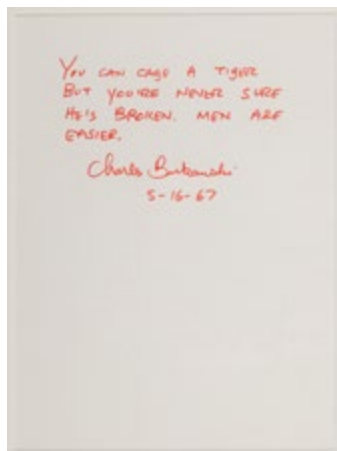 YOU CAN CAGE A TIGER
BUT YOU'RE NEVER SURE
HE'S BROKEN. MEN ARE
EASIER.
Charles Bukowski
5-16-67